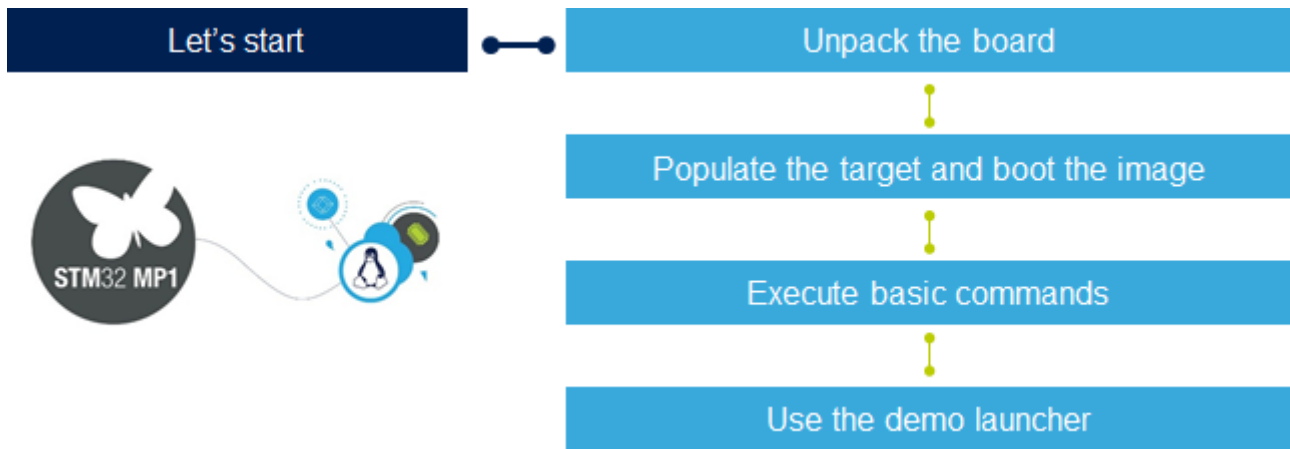 Let’s start
Unpack the board
Populate the target and boot the image
STM32 MP1
Execute basic commands
Use the demo launcher